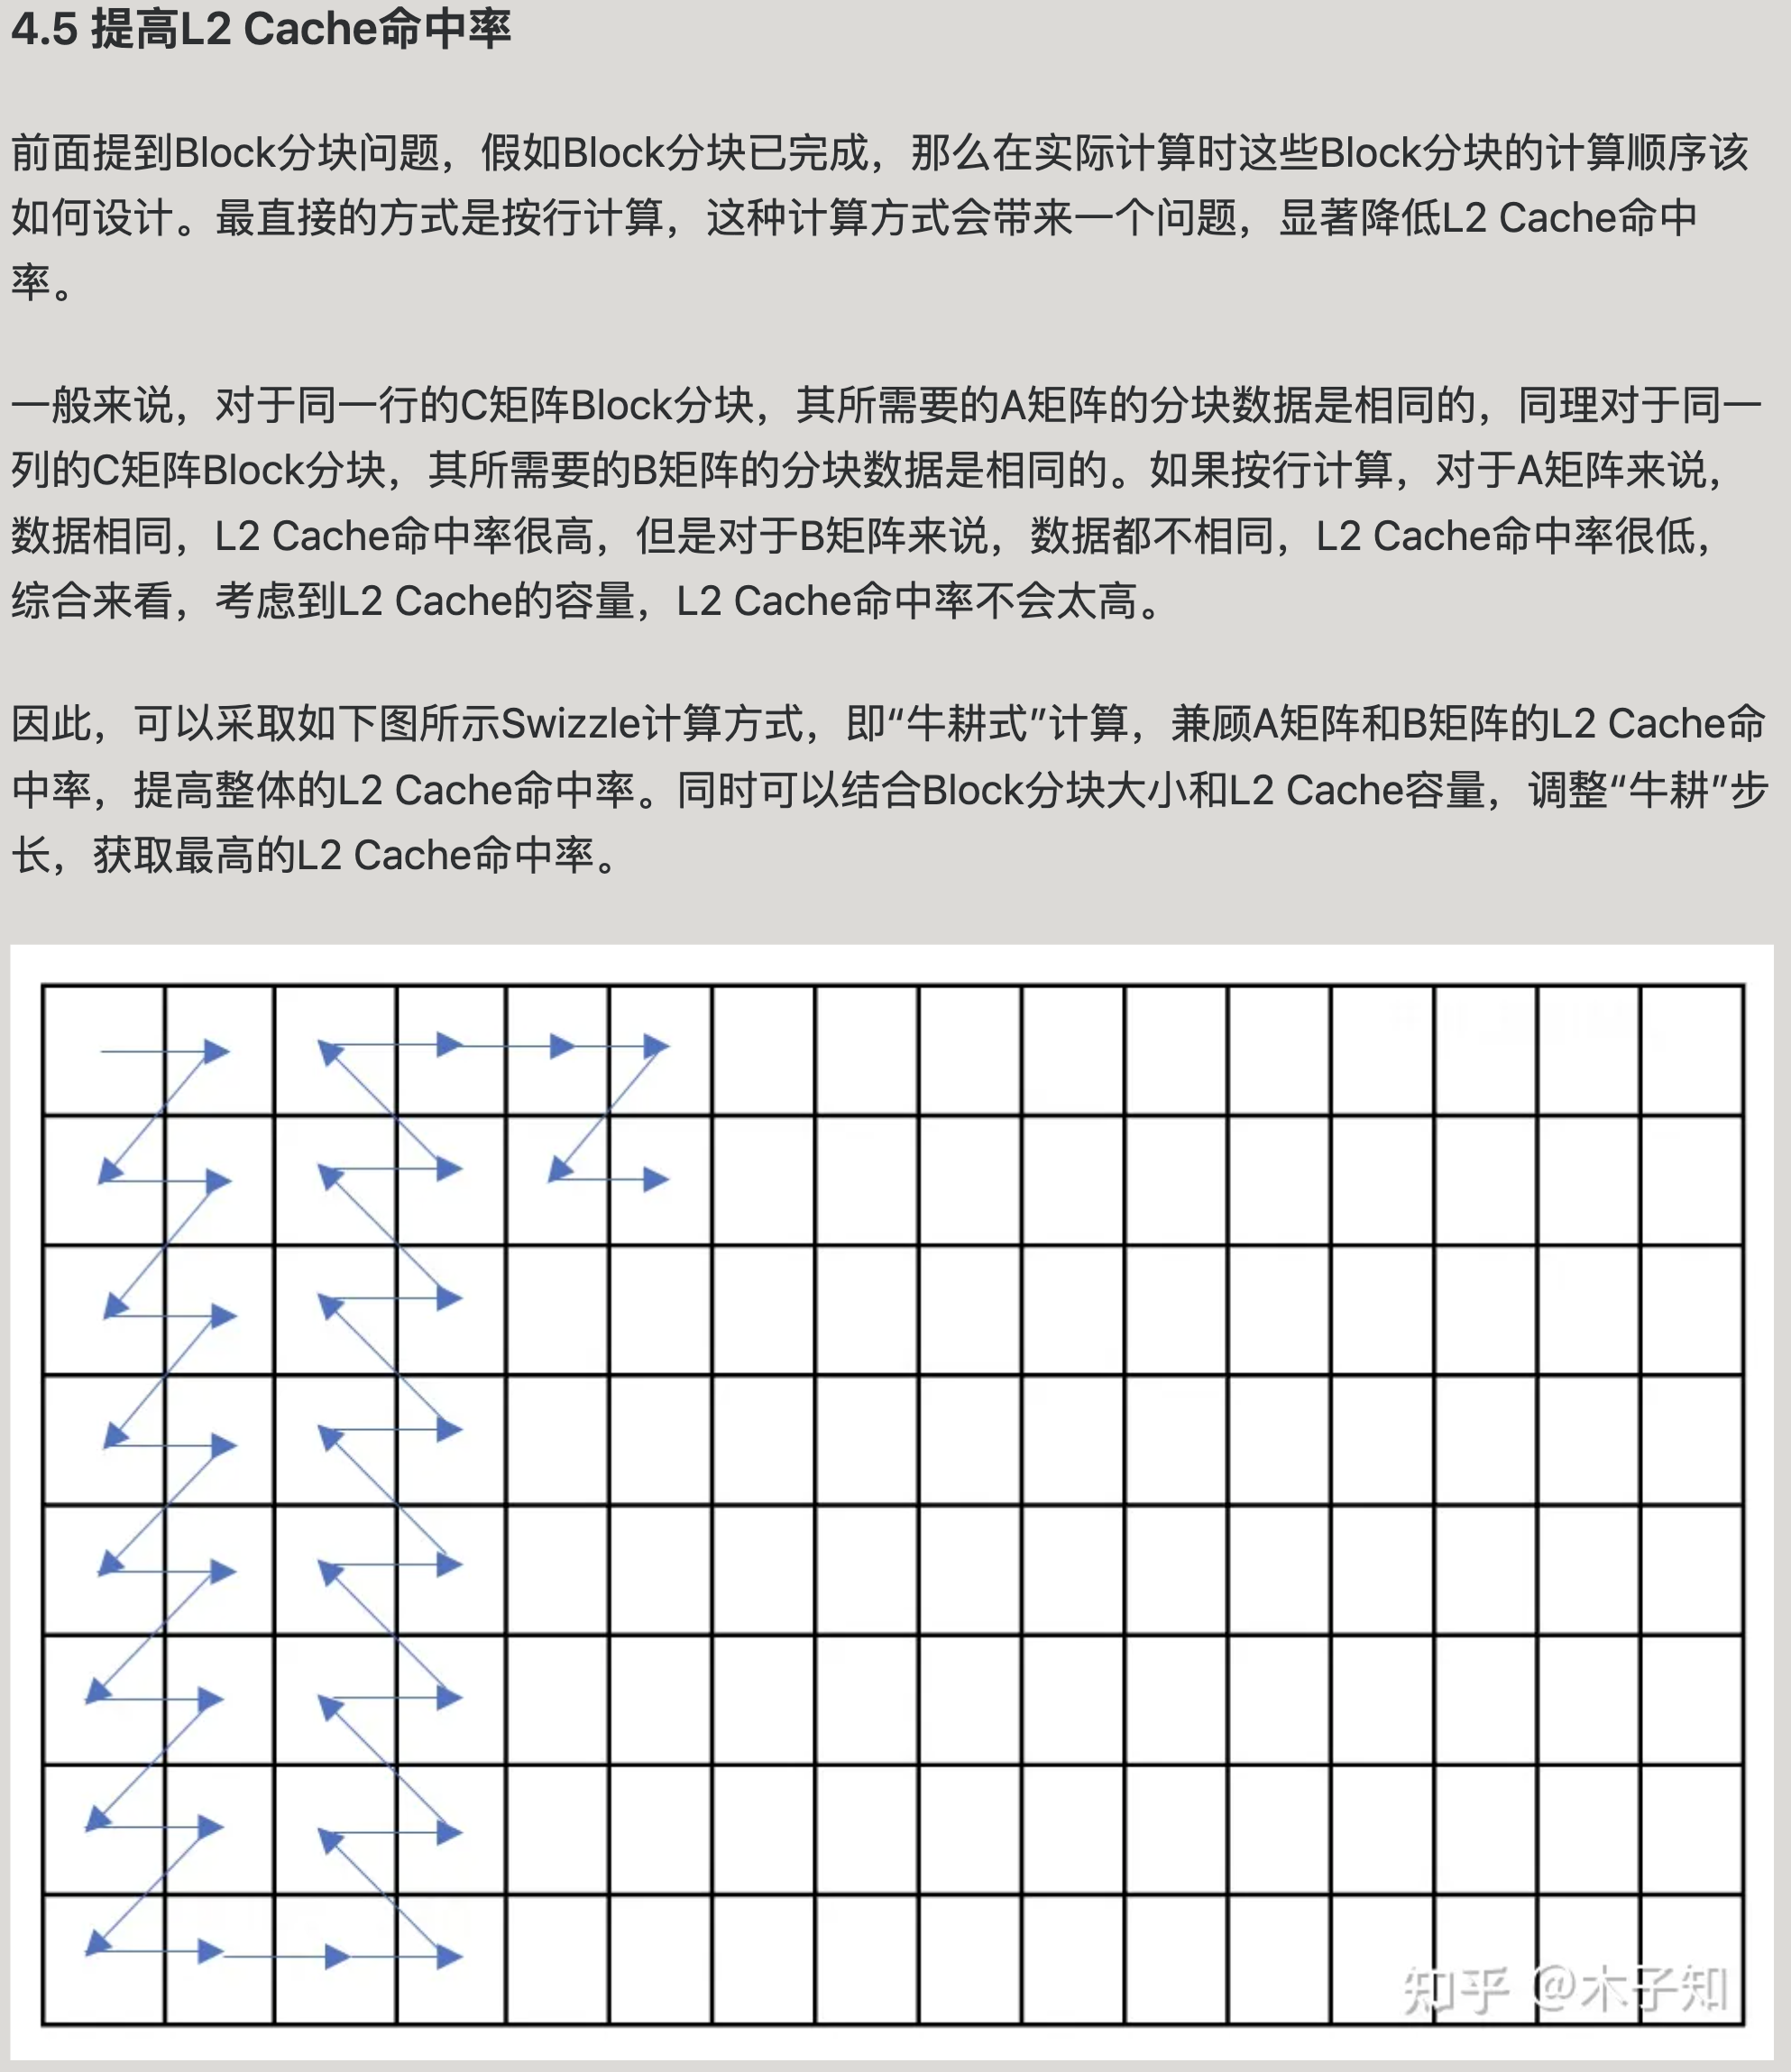 4.5 提高L2 Cache命中率
前面提到Block分块问题，假如Block分块已完成，那么在实际计算时这些Block分块的计算顺序该
如何设计。最直接的方式是按行计算，这种计算方式会带来一个问题，显著降低L2 Cache命中
率。
一般来说，对于同一行的C矩阵Block分块，其所需要的A矩阵的分块数据是相同的，同理对于同一
列的C矩阵Block分块，其所需要的B矩阵的分块数据是相同的。如果按行计算，对于A矩阵来说，
数据相同，L2 Cache命中率很高，但是对于B矩阵来说，数据都不相同，L2 Cache命中率很低，
综合来看，考虑到L2 Cache的容量，L2 Cache命中率不会太高。
因此，可以采取如下图所示Swizzle计算方式，即“牛耕式”计算，兼顾A矩阵和B矩阵的L2 Cache命
中率，提高整体的L2 Cache命中率。同时可以结合Block分块大小和L2 Cache容量，调整“牛耕”步
长，获取最高的L2 Cache命中率。
知乎 @木子知